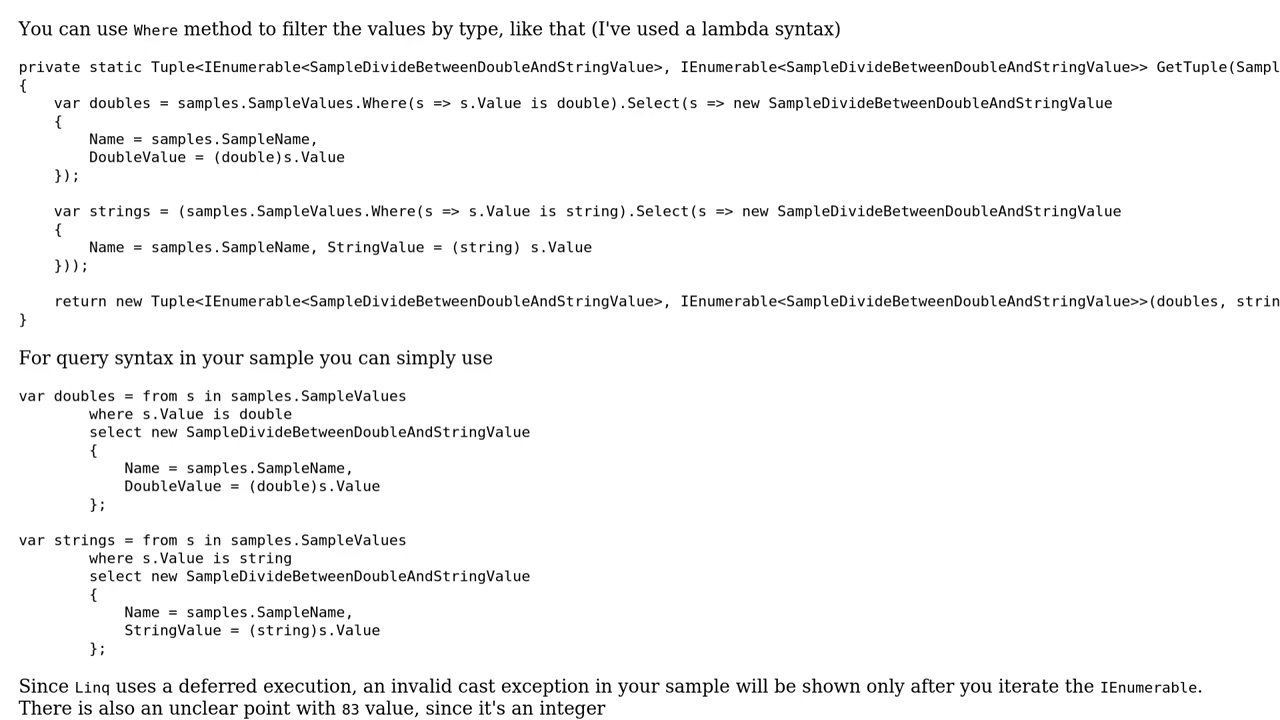 You can use Where method to filter the values by type, like that (I've used a lambda syntax)
private static Tuple<IEnumerable<SampleDivideBetweenDoubleAndStringValue>, IEnumerable<SampleDivideBetweenDoubleAndStringValue>> GetTuple(Sampl
{
    var doubles = samples.SampleValues.Where(s => s.Value is double).Select(s => new SampleDivideBetweenDoubleAndStringValue
    {
        Name = samples.SampleName,
        DoubleValue = (double)s.Value
    });
    var strings = (samples.SampleValues.Where(s => s.Value is string).Select(s => new SampleDivideBetweenDoubleAndStringValue
    {
        Name = samples.SampleName, StringValue = (string) s.Value
    }));
    return new Tuple<IEnumerable<SampleDivideBetweenDoubleAndStringValue>, IEnumerable<SampleDivideBetweenDoubleAndStringValue>>(doubles, strin
}
For query syntax in your sample you can simply use
var doubles = from s in samples.SampleValues
        where s.Value is double
        select new SampleDivideBetweenDoubleAndStringValue
        {
            Name = samples.SampleName,
            DoubleValue = (double)s.Value
        };
var strings = from s in samples.SampleValues
        where s.Value is string
        select new SampleDivideBetweenDoubleAndStringValue
        {
            Name = samples.SampleName,
            StringValue = (string)s.Value
        };
Since Linq uses a deferred execution, an invalid cast exception in your sample will be shown only after you iterate the IEnumerable.
There is also an unclear point with 83 value, since it's an integer